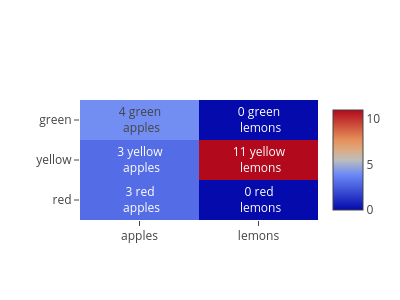 green
4 green
apples
0 green
lemons
yellow
3 yellow
apples
11 yellow
lemons
red
3 red
apples
0 red
lemons
apples
lemons
10
5
0